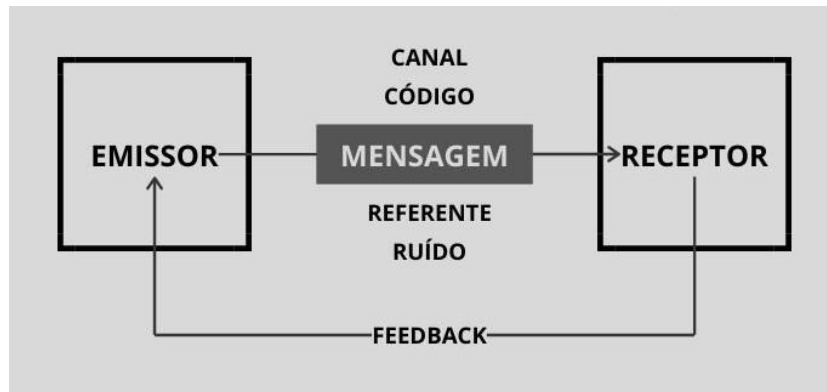 CANAL
CÓDIGO
EMISSOR
MENSAGEM
RECEPTOR
REFERENTE
RUÍDO
FEEDBACK